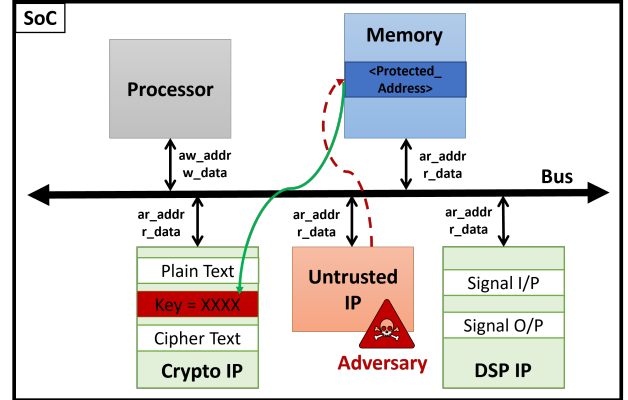 SoC
Processor
Memory
<Protected_
Address>
aw_addr
w_data
ar_addr
r_data
Bus
ar_addr
r_data
ar_addr
r_data
ar_addr
r_data
Plain Text
Key = XXXX
Cipher Text
Crypto IP
Untrusted
IP
Adversary
Signal I/P
Signal O/P
DSP IP